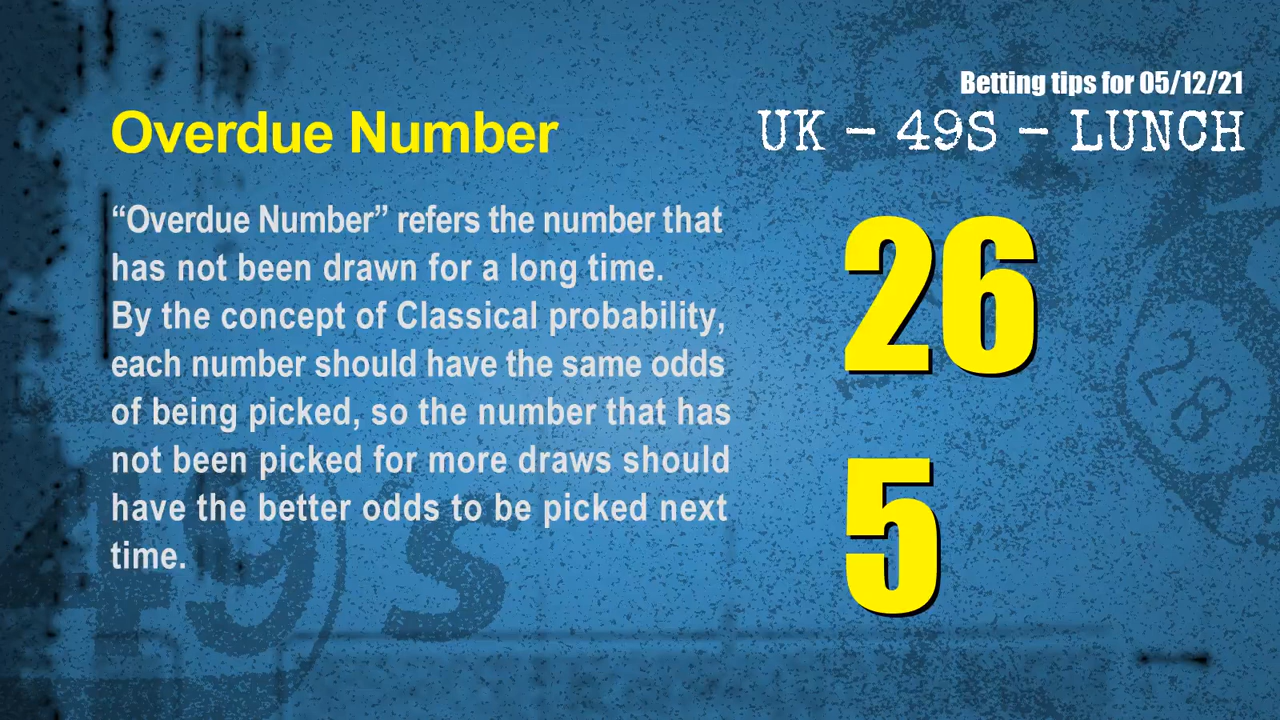 Betting tips for 05/12/21
UK - 49S - LUNCH
Overdue Number
“Overdue Number” refers the number that
has not been drawn for a long time.
By the concept of Classical probability,
each number should have the same odds
of being picked, so the number that has
not been picked for more draws should
have the better odds to be picked next
time.
26
5
28
49s